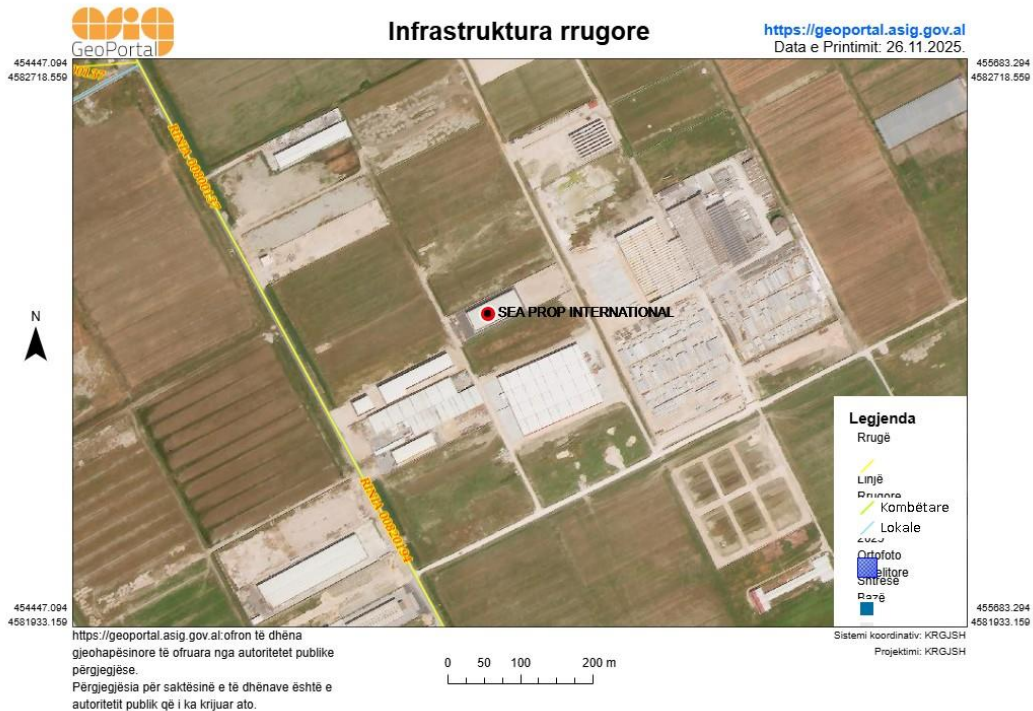 asig
GeoPortal
Infrastruktura rrugore
https://geoportal.asig.gov.al
Data e Printimit: 26.11.2025.
454447.094
4582718.559
455683.294
4582718.559
SEA PROP INTERNATIONAL
N
Legjenda
Rrugë
Linjë
Rrugore
Kombëtare
Lokale
2025
Ortofoto
Shtresë
Bazë
454447.094
4581933.159
455683.294
4581933.159
https://geoportal.asig.gov.al:ofron të dhëna
gjeohapësinore të ofruara nga autoritetet publike
përgjegjëse.
Përgjegjësia për saktësinë e të dhënave është e
autoritetit publik që i ka krijuar ato.
0 50 100 200 m
Sistemi koordinativ: KRGJSH
Projektimi: KRGJSH